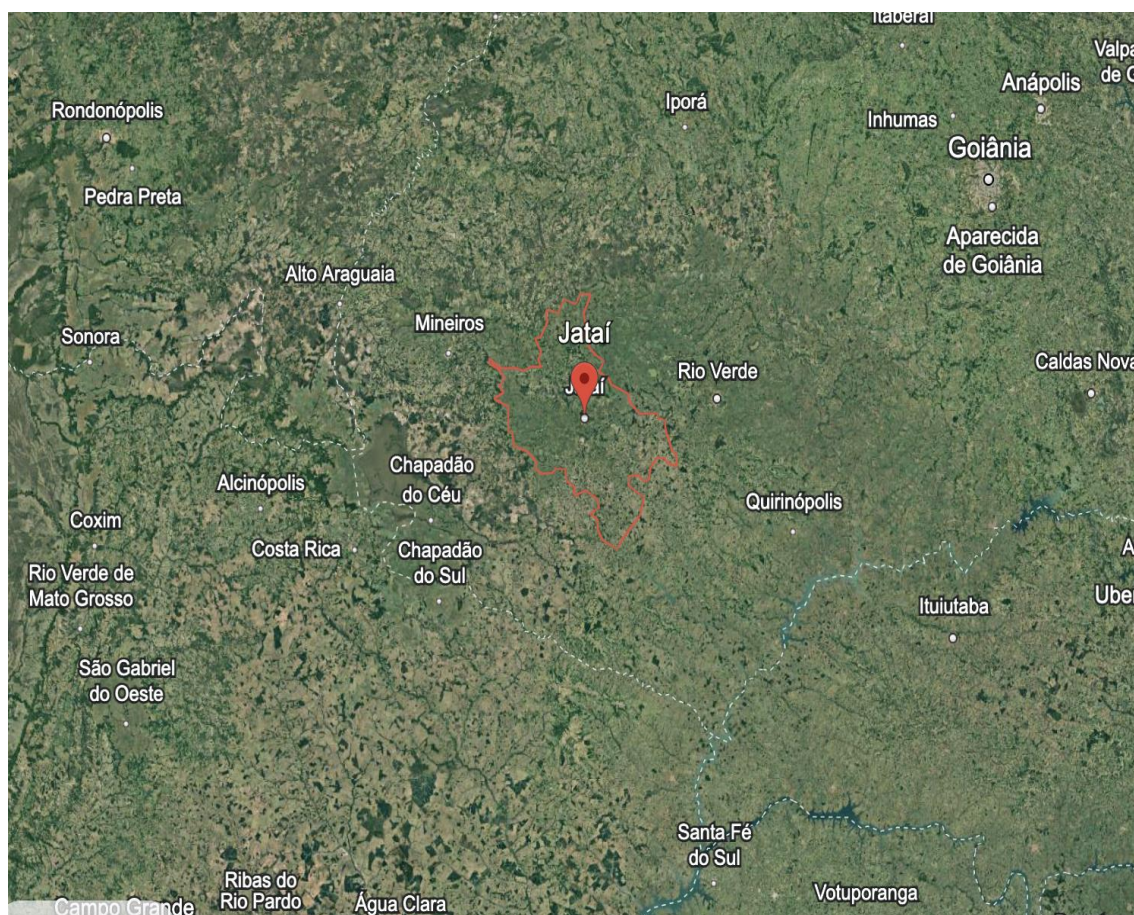 Itaberaí
Valpa
de C
Anápolis
Iporá
Rondonópolis
Inhumas
Goiânia
Pedra Preta
Aparecida
de Goiânia
Alto Araguaia
Mineiros
Jataí
Sonora
Caldas Nova
Rio Verde
Chapadão
do Céu
Alcinópolis
Quirinópolis
Coxim
Costa Rica
Chapadão
do Sul
A
Rio Verde de
Mato Grosso
Uber
Ituiutaba
São Gabriel
do Oeste
Santa Fé
do Sul
Ribas do
Rio Pardo
Água Clara
Votuporanga
Campo Grande